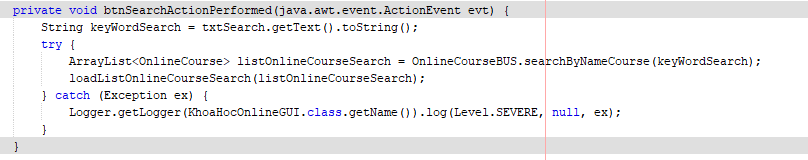 private void btnSearchActionPerformed(java.awt.event.ActionEvent evt) {
String keyWordSearch = txtSearch.getText().toString();
try {
ArrayList<OnlineCourse> listOnlineCourseSearch = OnlineCourseBUS.searchByNameCourse(keyWordSearch);
loadListOnlineCourseSearch(listOnlineCourseSearch);
} catch (Exception ex) {
Logger.getLogger(KhoaHocOnlineGUI.class.getName()).log(Level.SEVERE, null, ex);
}
}